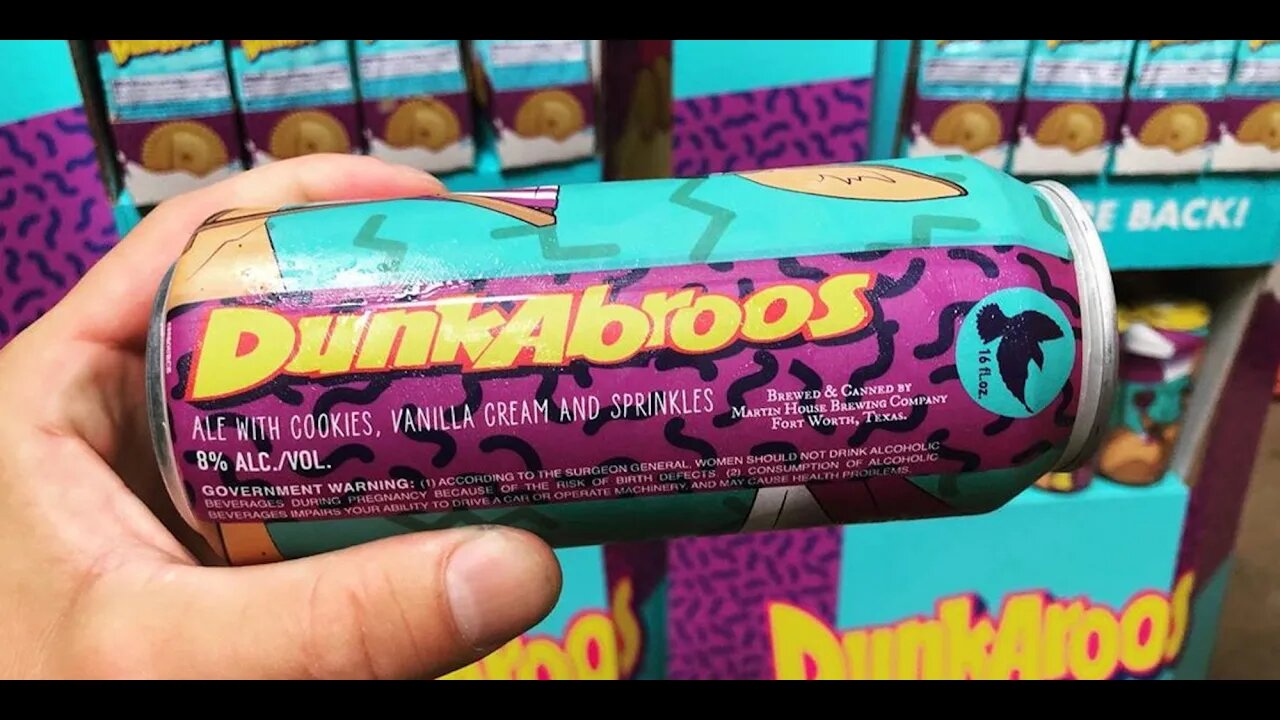 BE BACK!
DunkAbroos
ALE WITH COOKIES, VANILLA CREAM AND SPRINKLES
8% ALC./VOL.
BREWED & CANNED BY
MARTIN HOUSE BREWING COMPANY
FORT WORTH, TEXAS.
16 fl.oz
GOVERNMENT WARNING: (1) ACCORDING TO THE SURGEON GENERAL, WOMEN SHOULD NOT DRINK ALCOHOLIC
BEVERAGES DURING PREGNANCY BECAUSE OF THE RISK OF BIRTH DEFECTS. (2) CONSUMPTION OF ALCOHOLIC
BEVERAGES IMPAIRS YOUR ABILITY TO DRIVE A CAR OR OPERATE MACHINERY, AND MAY CAUSE HEALTH PROBLEMS.
DunkAroos